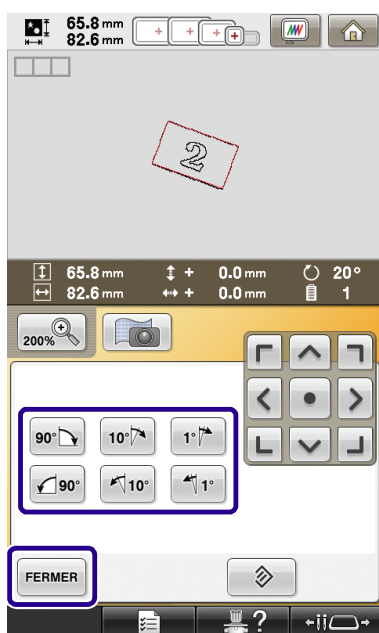 65.8 mm
82.6 mm
2
65.8 mm + 0.0 mm 20°
82.6 mm + 0.0 mm 1
200%
90° 10° 1°
90° 10° 1°
FERMER
?